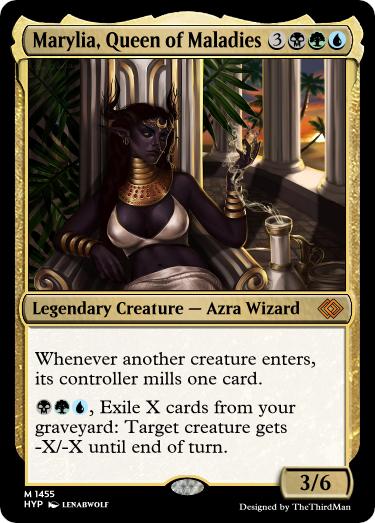 Marylia, Queen of Maladies 3
Legendary Creature — Azra Wizard
Whenever another creature enters,
its controller mills one card.
, Exile X cards from your
graveyard: Target creature gets
-X/-X until end of turn.
3/6
M 1455
HYP LENABWOLF
Designed by TheThirdMan